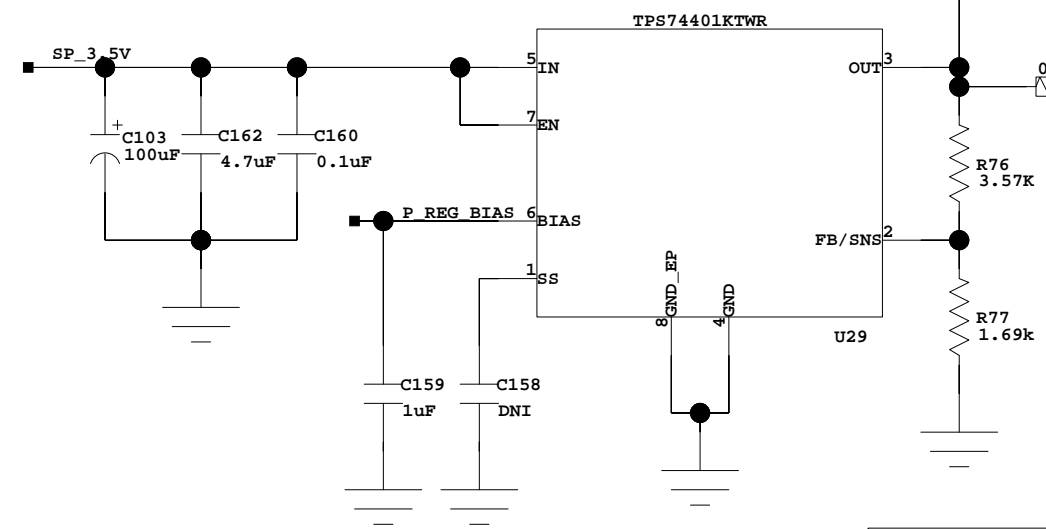 TPS74401KTWR
SP_3.5V
5
IN
OUT
3
0
7
EN
+
C103
100uF
C162
4.7uF
C160
0.1uF
R76
3.57K
P_REG_BIAS
6
BIAS
FB/SNS
2
1
SS
GND_EP
8
GND
4
U29
R77
1.69k
C159
1uF
C158
DNI